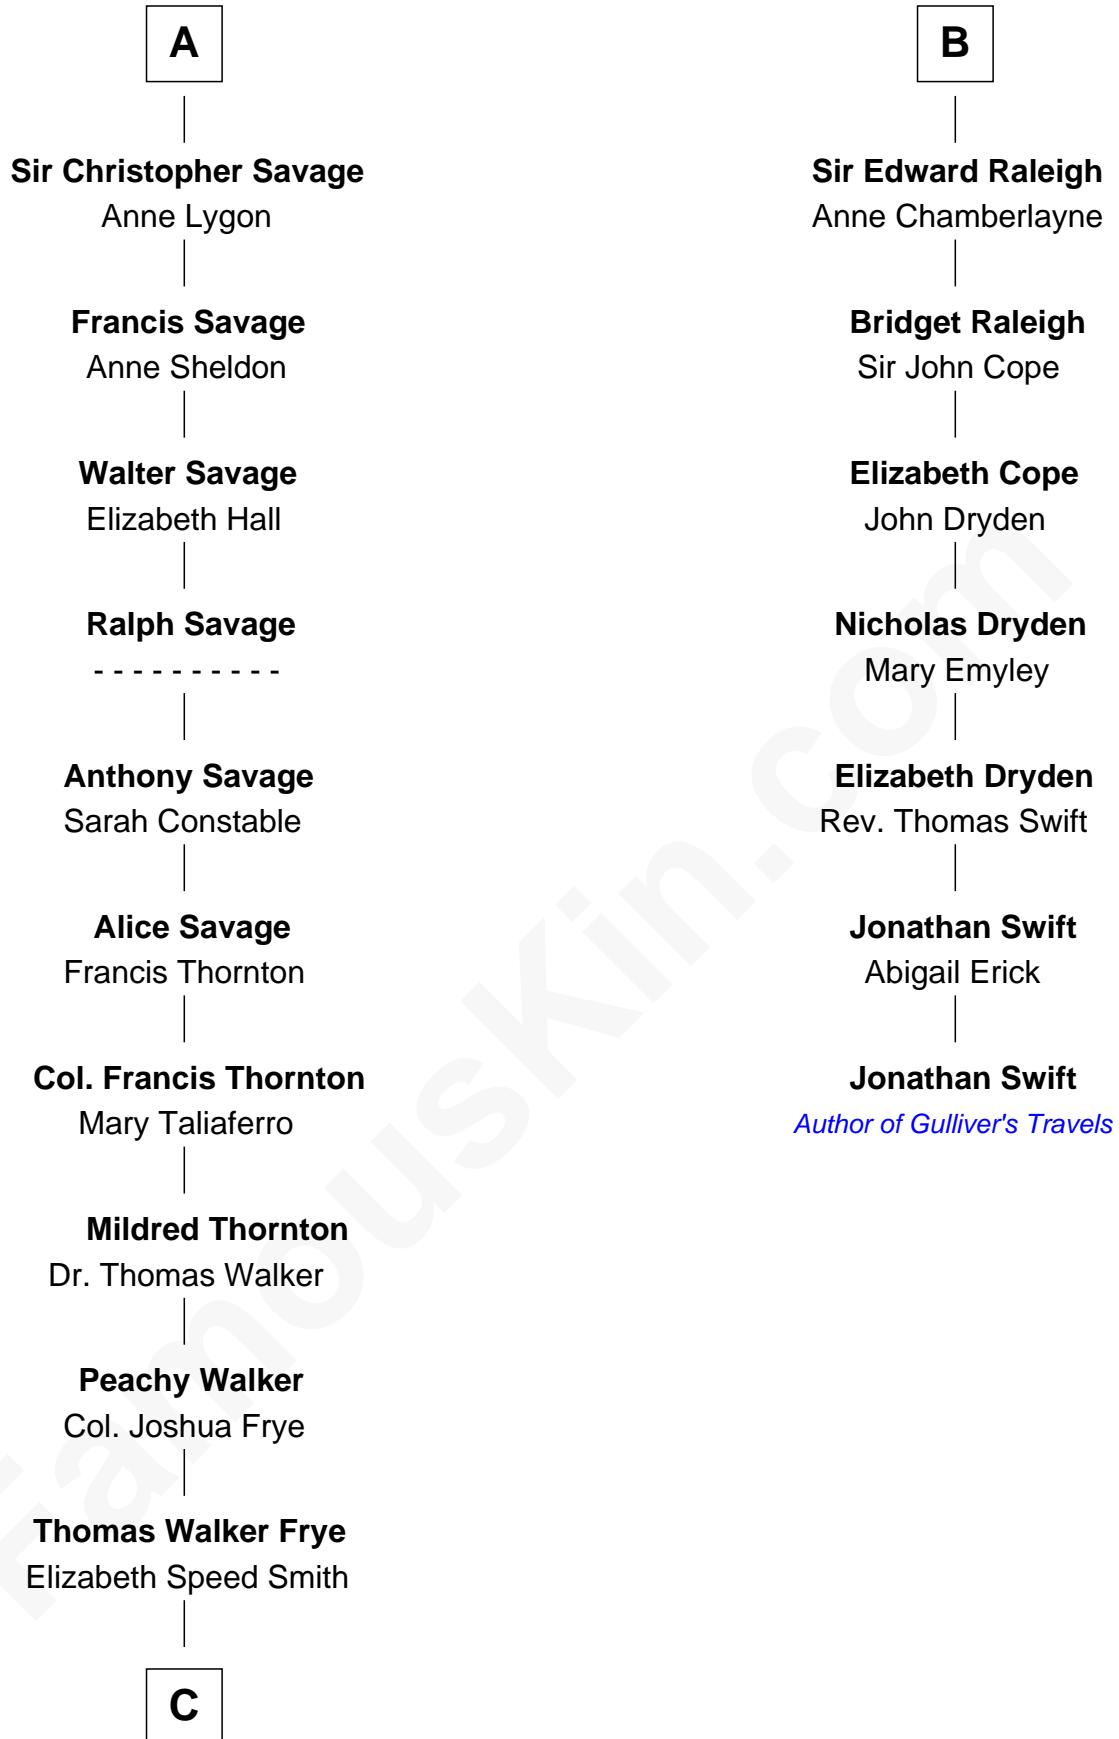 A
Sir Christopher Savage
Anne Lygon
Francis Savage
Anne Sheldon
Walter Savage
Elizabeth Hall
Ralph Savage
- - - - - - - - - -
Anthony Savage
Sarah Constable
Alice Savage
Francis Thornton
Col. Francis Thornton
Mary Taliaferro
Mildred Thornton
Dr. Thomas Walker
Peachy Walker
Col. Joshua Frye
Thomas Walker Frye
Elizabeth Speed Smith
C
B
Sir Edward Raleigh
Anne Chamberlayne
Bridget Raleigh
Sir John Cope
Elizabeth Cope
John Dryden
Nicholas Dryden
Mary Emyley
Elizabeth Dryden
Rev. Thomas Swift
Jonathan Swift
Abigail Erick
Jonathan Swift
Author of Gulliver's Travels
FamousKin.com